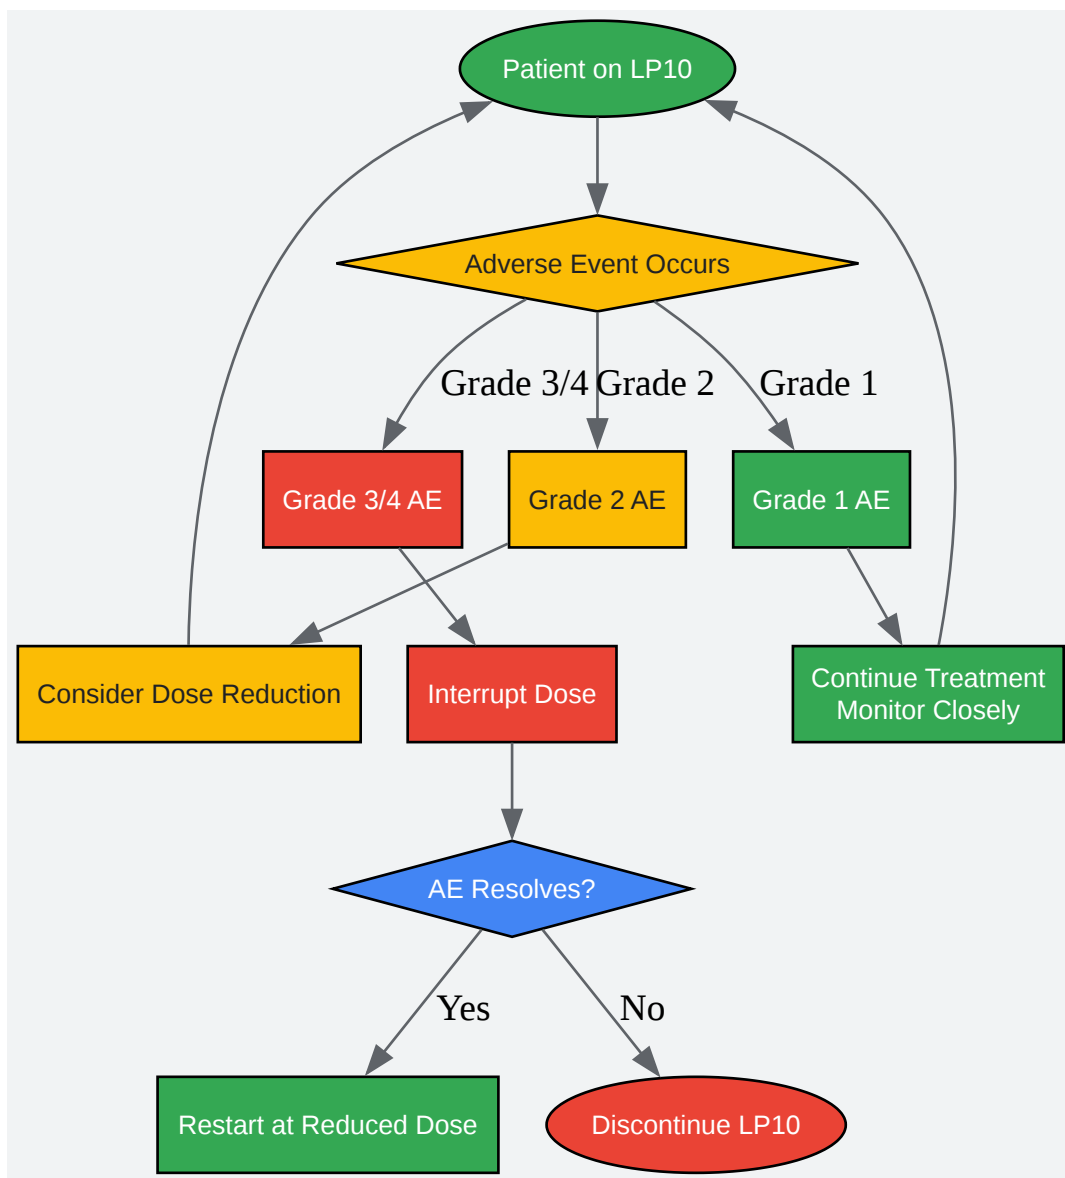 Patient on LP10
Adverse Event Occurs
Grade 3/4
Grade 2
Grade 1
Grade 3/4 AE
Grade 2 AE
Grade 1 AE
Consider Dose Reduction
Interrupt Dose
Continue Treatment
Monitor Closely
AE Resolves?
Yes
No
Restart at Reduced Dose
Discontinue LP10